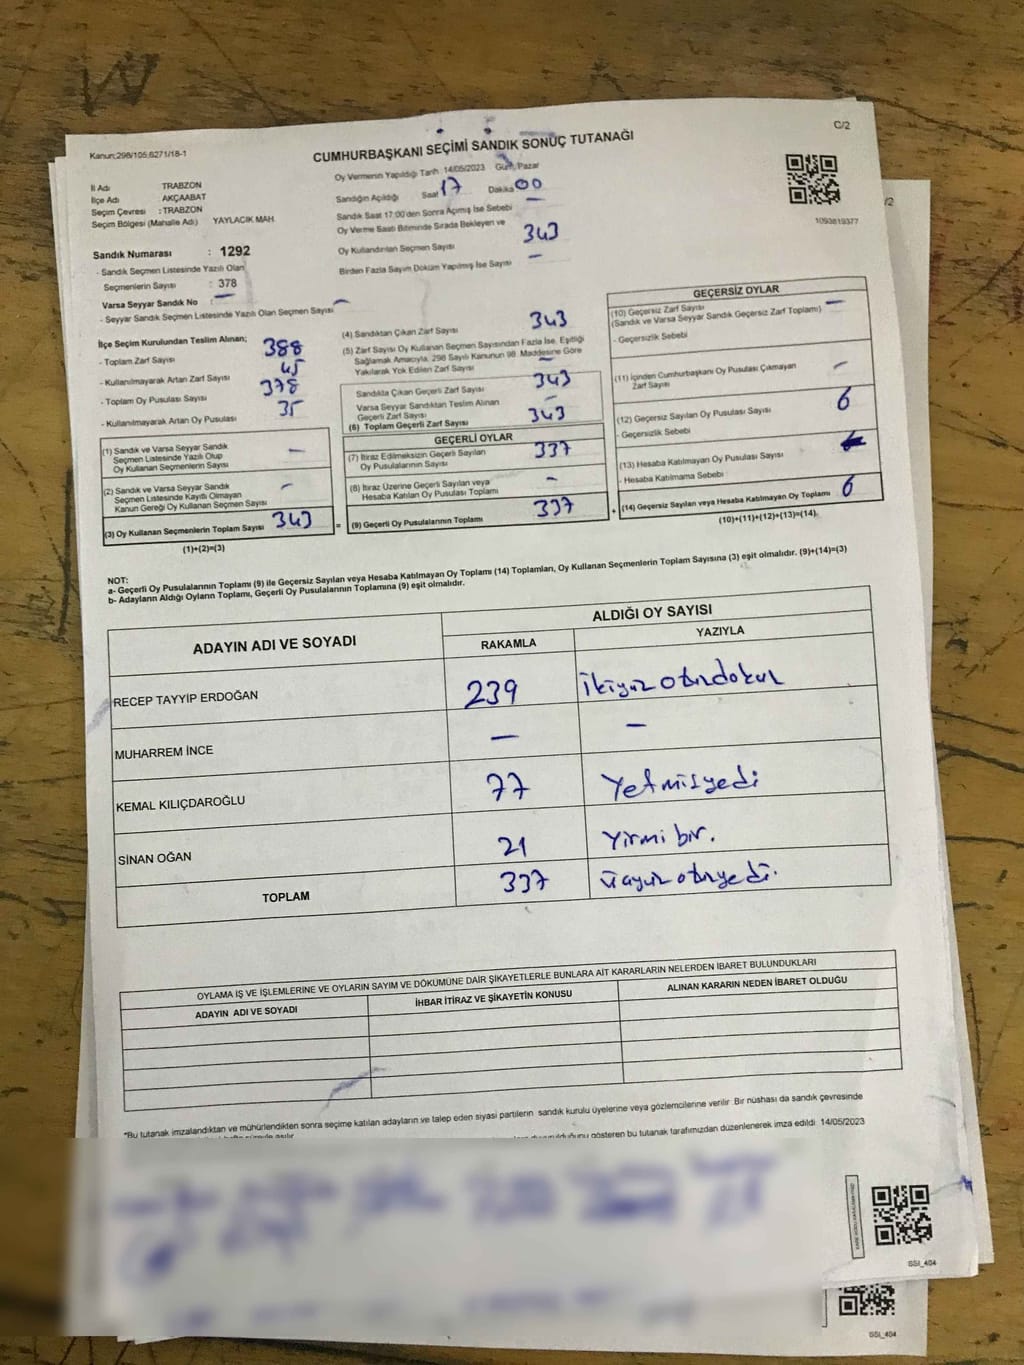 Kanun;298/105,6271/18-1
C/2
CUMHURBAŞKANI SEÇİMİ SANDIK SONUÇ TUTANAĞI
/2
İl Adı TRABZON
İlçe Adı AKÇAABAT
Seçim Çevresi : TRABZON
Seçim Bölgesi (Mahalle Adı) YAYLACIK MAH.
Sandık Numarası : 1292
- Sandık Seçmen Listesinde Yazılı Olan
Seçmenlerin Sayısı : 378
Varsa Seyyar Sandık No : –
- Seyyar Sandık Seçmen Listesinde Yazılı Olan Seçmen Sayısı –
Oy Vermenin Yapıldığı Tarih 14/05/2023 Gün: Pazar
Sandığın Açıldığı Saat 17 Dakika 00
Sandık Saat 17:00'den Sonra Açımış İse Sebebi –
Oy Verme Saati Bitiminde Sırada Bekleyen ve
Oy Kullandırılan Seçmen Sayısı 343
Birden Fazla Sayım Döküm Yapılmış İse Sayısı –
1093819377
İlçe Seçim Kurulundan Teslim Alınan;
- Toplam Zarf Sayısı 388
- Kullanılmayarak Artan Zarf Sayısı 45
- Toplam Oy Pusulası Sayısı 378
- Kullanılmayarak Artan Oy Pusulası 35
(1) Sandık ve Varsa Seyyar Sandık
Seçmen Listesinde Yazılı Olup
Oy Kullanan Seçmenlerin Sayısı –
(2) Sandık ve Varsa Seyyar Sandık
Seçmen Listesinde Kayıtlı Olmayan
Kanun Gereği Oy Kullanan Seçmen Sayısı –
(3) Oy Kullanan Seçmenlerin Toplam Sayısı 343 =
(1)+(2)=(3)
(4) Sandıktan Çıkan Zarf Sayısı 343
(5) Zarf Sayısı Oy Kullanan Seçmen Sayısından Fazla İse, Eşitliği
Sağlamak Amacıyla, 298 Sayılı Kanunun 98. Maddesine Göre
Yakılarak Yok Edilen Zarf Sayısı –
Sandıkta Çıkan Geçerli Zarf Sayısı 343
Varsa Seyyar Sandıktan Teslim Alınan
Geçerli Zarf Sayısı –
(6) Toplam Geçerli Zarf Sayısı 343
GEÇERLİ OYLAR
(7) İtiraz Edilmeksizin Geçerli Sayılan
Oy Pusulalarının Sayısı 337
(8) İtiraz Üzerine Geçerli Sayılan veya
Hesaba Katılan Oy Pusulası Toplamı –
(9) Geçerli Oy Pusulalarının Toplamı 337 +
GEÇERSİZ OYLAR
(10) Geçersiz Zarf Sayısı –
(Sandık ve Varsa Seyyar Sandık Geçersiz Zarf Toplamı)
- Geçersizlik Sebebi
(11) İçinden Cumhurbaşkanı Oy Pusulası Çıkmayan
Zarf Sayısı –
(12) Geçersiz Sayılan Oy Pusulası Sayısı 6
- Geçersizlik Sebebi
(13) Hesaba Katılmayan Oy Pusulası Sayısı
- Hesaba Katılmama Sebebi
(14) Geçersiz Sayılan veya Hesaba Katılmayan Oy Toplamı 6
(10)+(11)+(12)+(13)=(14).
NOT:
a- Geçerli Oy Pusulalarının Toplamı (9) ile Geçersiz Sayılan veya Hesaba Katılmayan Oy Toplamı (14) Toplamları, Oy Kullanan Seçmenlerin Toplam Sayısına (3) eşit olmalıdır. (9)+(14)=(3)
b- Adayların Aldığı Oyların Toplamı, Geçerli Oy Pusulalarının Toplamına (9) eşit olmalıdır.
ADAYIN ADI VE SOYADI ALDIĞI OY SAYISI
RAKAMLA YAZIYLA
RECEP TAYYİP ERDOĞAN 239 ikiyüz otuzdokuz
MUHARREM İNCE – –
KEMAL KILIÇDAROĞLU 77 Yetmişyedi
SİNAN OĞAN 21 Yirmi bir.
TOPLAM 337 üçyüz otuzyedi.
OYLAMA İŞ VE İŞLEMLERİNE VE OYLARIN SAYIM VE DÖKÜMÜNE DAİR ŞİKAYETLERLE BUNLARA AİT KARARLARIN NELERDEN İBARET BULUNDUKLARI
ADAYIN ADI VE SOYADI İHBAR İTİRAZ VE ŞİKAYETİN KONUSU ALINAN KARARIN NEDEN İBARET OLDUĞU
"Bu tutanak imzalandıktan ve mühürlendikten sonra seçime katılan adayların ve talep eden siyasi partilerin sandık kurulu üyelerine veya gözlemcilerine verilir. Bir nüshası da sandık çevresinde
gösteren bu tutanak tarafımızdan düzenlenerek imza edildi. 14/05/2023
SSI_404
SSI_404